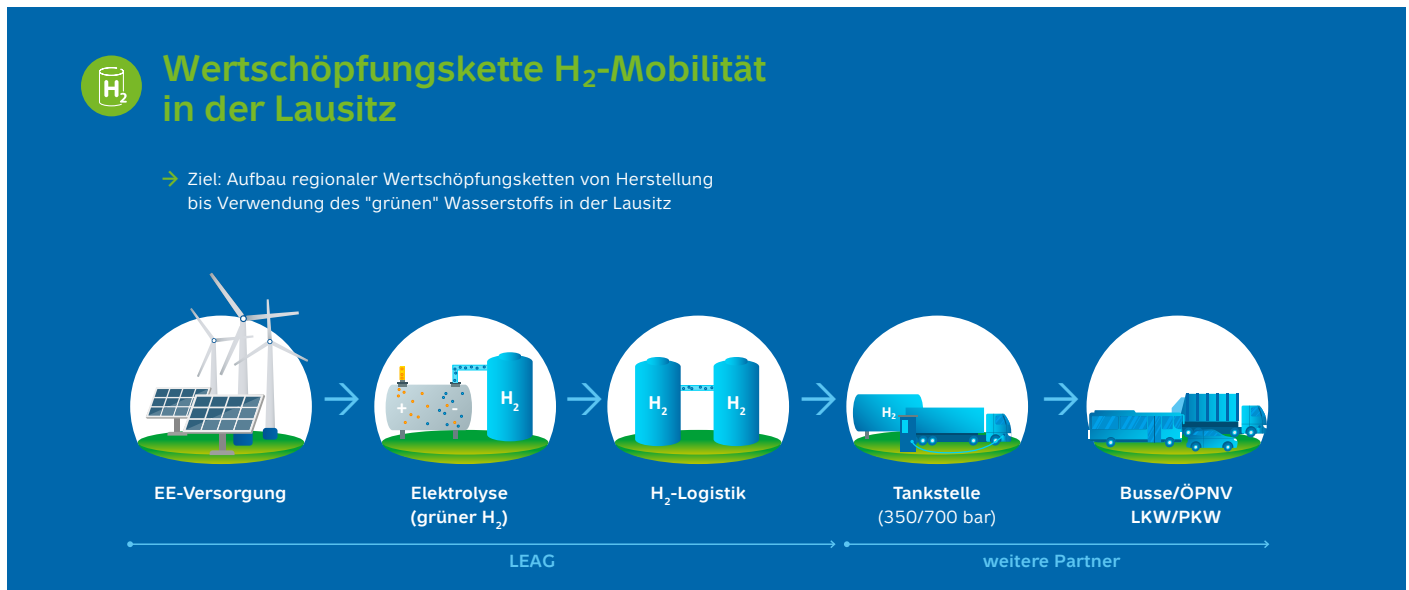 H₂
Wertschöpfungskette H₂-Mobilität
in der Lausitz
→ Ziel: Aufbau regionaler Wertschöpfungsketten von Herstellung
bis Verwendung des "grünen" Wasserstoffs in der Lausitz
+ -
H₂
H₂
H₂
H₂
EE-Versorgung
Elektrolyse
(grüner H₂)
H₂-Logistik
Tankstelle
(350/700 bar)
Busse/ÖPNV
LKW/PKW
LEAG
weitere Partner